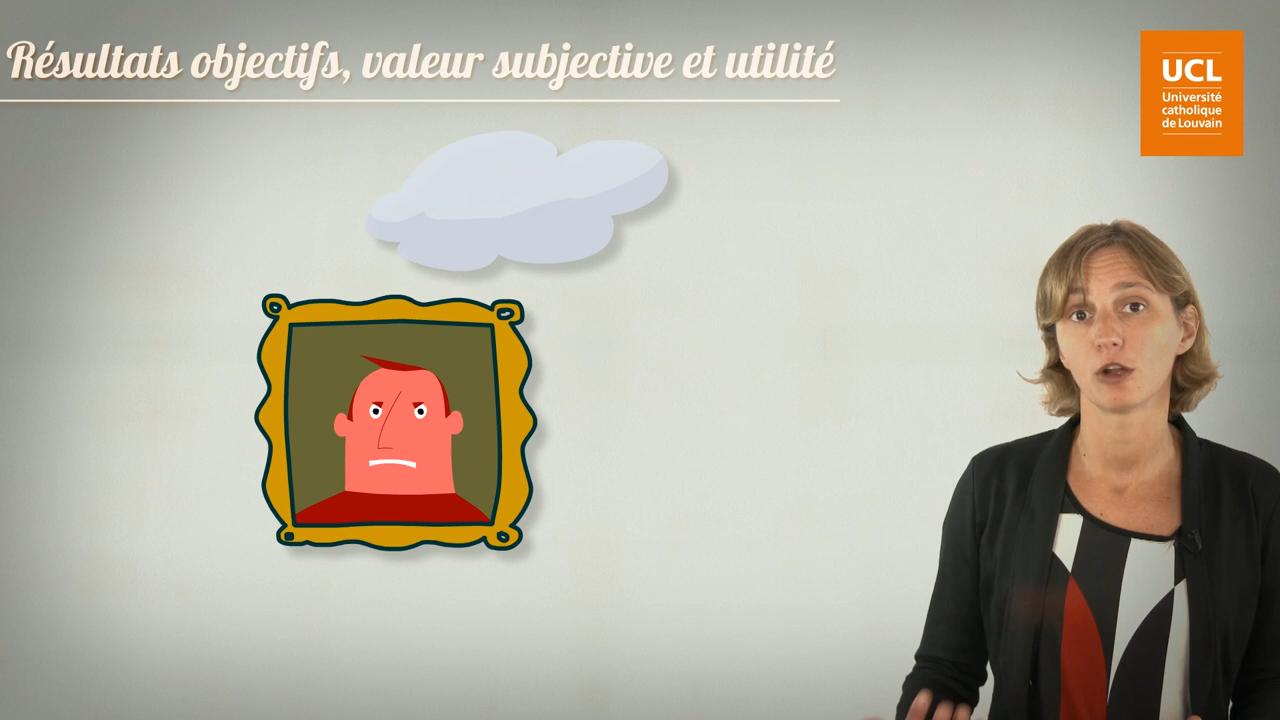 Résultats objectifs, valeur subjective et utilité
UCL
Université
catholique
de Louvain